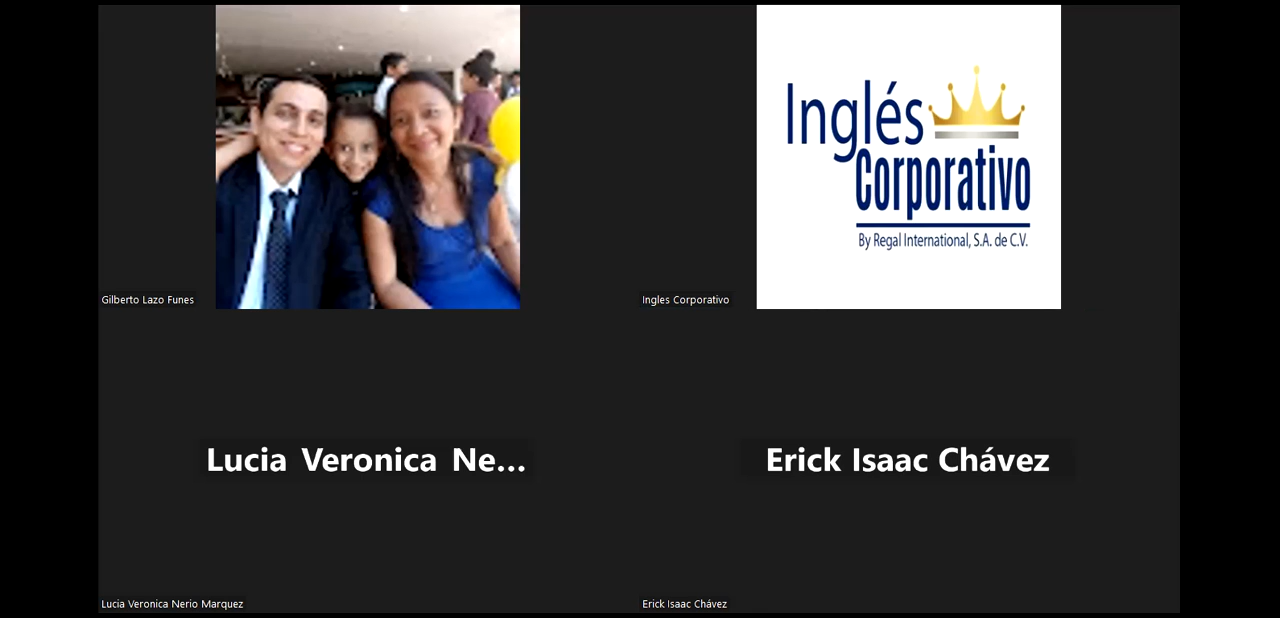 Inglés
Corporativo
By Regal International, S.A. de C.V.
Gilberto Lazo Funes
Ingles Corporativo
Lucia Veronica Ne...
Erick Isaac Chávez
Lucia Veronica Nerio Marquez
Erick Isaac Chávez